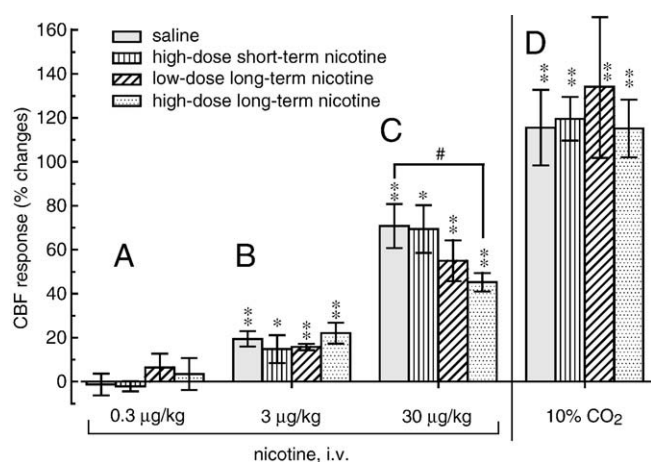 CBF response (% changes)
160
140
120
100
80
60
40
20
0
saline
high-dose short-term nicotine
low-dose long-term nicotine
high-dose long-term nicotine
A
B
C
D
#
** * ** **
** * ** **
** ** ** **
0.3 µg/kg
3 µg/kg
30 µg/kg
10% CO₂
nicotine, i.v.